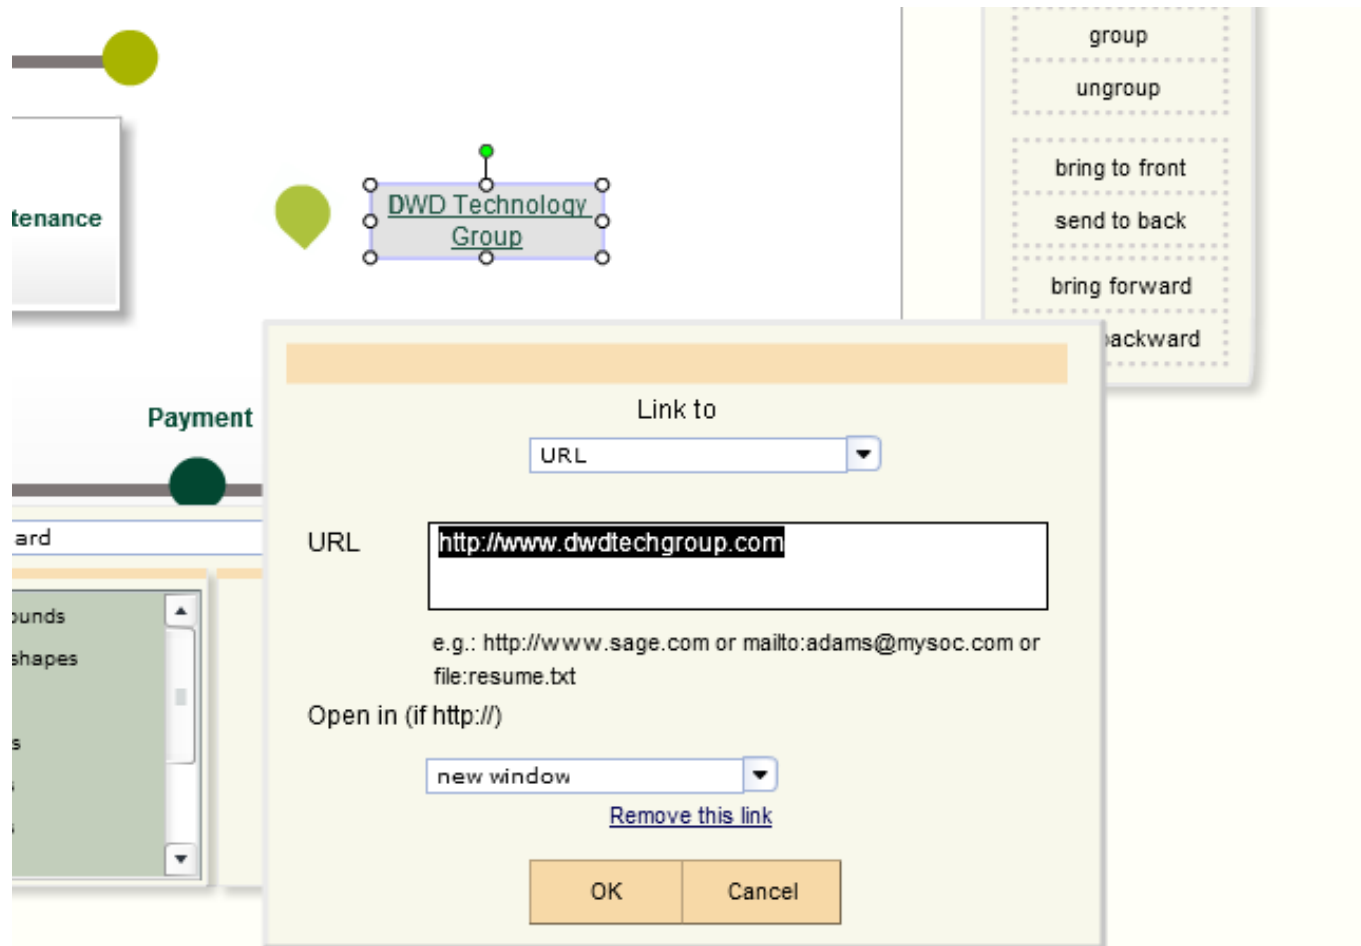 group
ungroup
bring to front
send to back
bring forward
tenance
DWD Technology
Group
ackward
Payment
Link to
URL
ard
URL
http://www.dwdtechgroup.com
ounds
shapes
s
s
e.g.: http://www.sage.com or mailto:adams@mysoc.com or
file:resume.txt
Open in (if http://)
new window
Remove this link
OK
Cancel